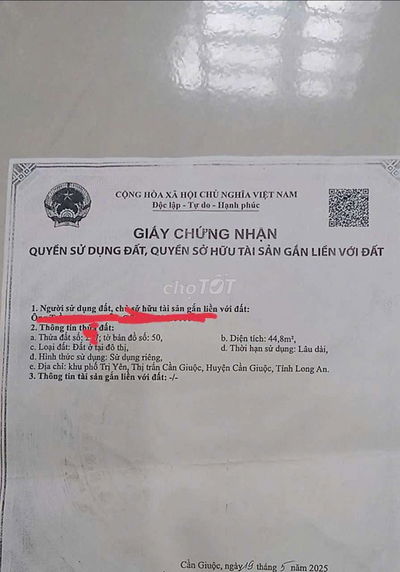 CỘNG HÒA XÃ HỘI CHỦ NGHĨA VIỆT NAM
Độc lập - Tự do - Hạnh phúc
GIẤY CHỨNG NHẬN
QUYỀN SỬ DỤNG ĐẤT, QUYỀN SỞ HỮU TÀI SẢN GẮN LIỀN VỚI ĐẤT
choTỐT
1. Người sử dụng đất, chủ sở hữu tài sản gắn liền với đất:
2. Thông tin thửa đất:
a. Thửa đất số: ; tờ bản đồ số: 50, b. Diện tích: 44,8m²,
c. Loại đất: Đất ở tại đô thị, d. Thời hạn sử dụng: Lâu dài,
đ. Hình thức sử dụng: Sử dụng riêng,
e. Địa chỉ: khu phố Trị Yên, Thị trấn Cần Giuộc, Huyện Cần Giuộc, Tỉnh Long An.
3. Thông tin tài sản gắn liền với đất: -/-
Cần Giuộc, ngày 19 tháng 5 năm 2025